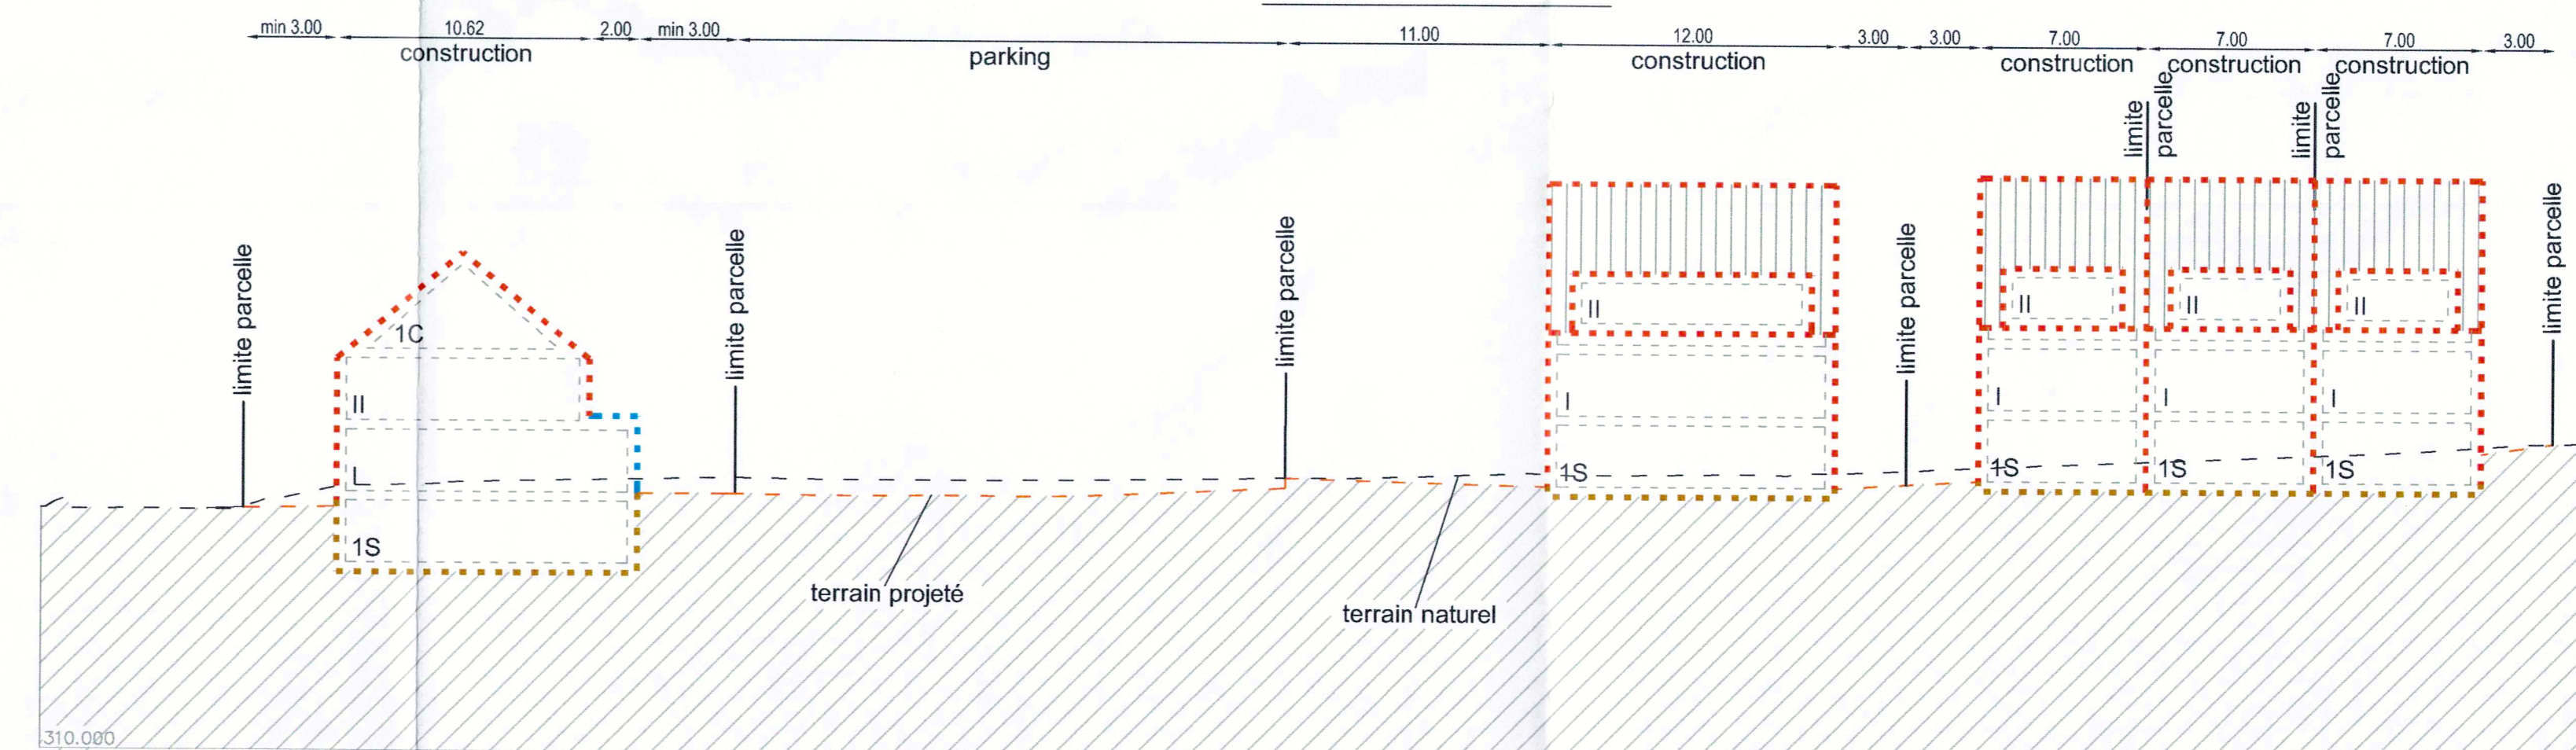 min 3.00 10.62 2.00 min 3.00 11.00 12.00 3.00 3.00 7.00 7.00 7.00 3.00
construction parking construction construction construction construction
limite parcelle
limite parcelle
limite parcelle
limite parcelle
limite
parcelle
limite
parcelle
limite parcelle
1C
II
L
1S
II
I
1S
II
I
1S
II
I
1S
II
I
1S
terrain projeté
terrain naturel
310.000